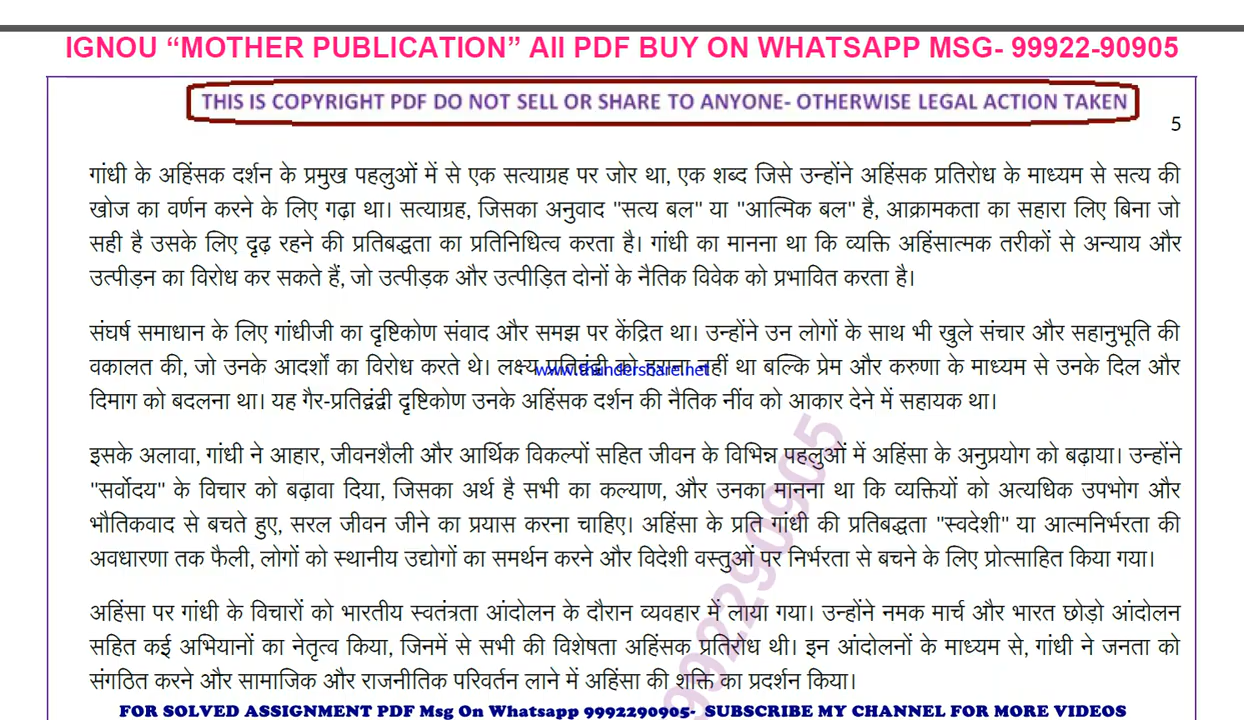 IGNOU “MOTHER PUBLICATION” All PDF BUY ON WHATSAPP MSG- 99922-90905
THIS IS COPYRIGHT PDF DO NOT SELL OR SHARE TO ANYONE- OTHERWISE LEGAL ACTION TAKEN
5
गांधी के अहिंसक दर्शन के प्रमुख पहलुओं में से एक सत्याग्रह पर जोर था, एक शब्द जिसे उन्होंने अहिंसक प्रतिरोध के माध्यम से सत्य की
खोज का वर्णन करने के लिए गढ़ा था। सत्याग्रह, जिसका अनुवाद "सत्य बल" या "आत्मिक बल" है, आक्रामकता का सहारा लिए बिना जो
सही है उसके लिए दृढ़ रहने की प्रतिबद्धता का प्रतिनिधित्व करता है। गांधी का मानना था कि व्यक्ति अहिंसात्मक तरीकों से अन्याय और
उत्पीड़न का विरोध कर सकते हैं, जो उत्पीड़क और उत्पीड़ित दोनों के नैतिक विवेक को प्रभावित करता है।
संघर्ष समाधान के लिए गांधीजी का दृष्टिकोण संवाद और समझ पर केंद्रित था। उन्होंने उन लोगों के साथ भी खुले संचार और सहानुभूति की
वकालत की, जो उनके आदर्शों का विरोध करते थे। लक्ष्य प्रतिद्वंद्वी को हराना नहीं था बल्कि प्रेम और करुणा के माध्यम से उनके दिल और
www.thundershare.net
दिमाग को बदलना था। यह गैर-प्रतिद्वंद्वी दृष्टिकोण उनके अहिंसक दर्शन की नैतिक नींव को आकार देने में सहायक था।
इसके अलावा, गांधी ने आहार, जीवनशैली और आर्थिक विकल्पों सहित जीवन के विभिन्न पहलुओं में अहिंसा के अनुप्रयोग को बढ़ाया। उन्होंने
"सर्वोदय" के विचार को बढ़ावा दिया, जिसका अर्थ है सभी का कल्याण, और उनका मानना था कि व्यक्तियों को अत्यधिक उपभोग और
भौतिकवाद से बचते हुए, सरल जीवन जीने का प्रयास करना चाहिए। अहिंसा के प्रति गांधी की प्रतिबद्धता "स्वदेशी" या आत्मनिर्भरता की
अवधारणा तक फैली, लोगों को स्थानीय उद्योगों का समर्थन करने और विदेशी वस्तुओं पर निर्भरता से बचने के लिए प्रोत्साहित किया गया।
अहिंसा पर गांधी के विचारों को भारतीय स्वतंत्रता आंदोलन के दौरान व्यवहार में लाया गया। उन्होंने नमक मार्च और भारत छोड़ो आंदोलन
सहित कई अभियानों का नेतृत्व किया, जिनमें से सभी की विशेषता अहिंसक प्रतिरोध थी। इन आंदोलनों के माध्यम से, गांधी ने जनता को
संगठित करने और सामाजिक और राजनीतिक परिवर्तन लाने में अहिंसा की शक्ति का प्रदर्शन किया।
9992290905
FOR SOLVED ASSIGNMENT PDF Msg On Whatsapp 9992290905- SUBSCRIBE MY CHANNEL FOR MORE VIDEOS